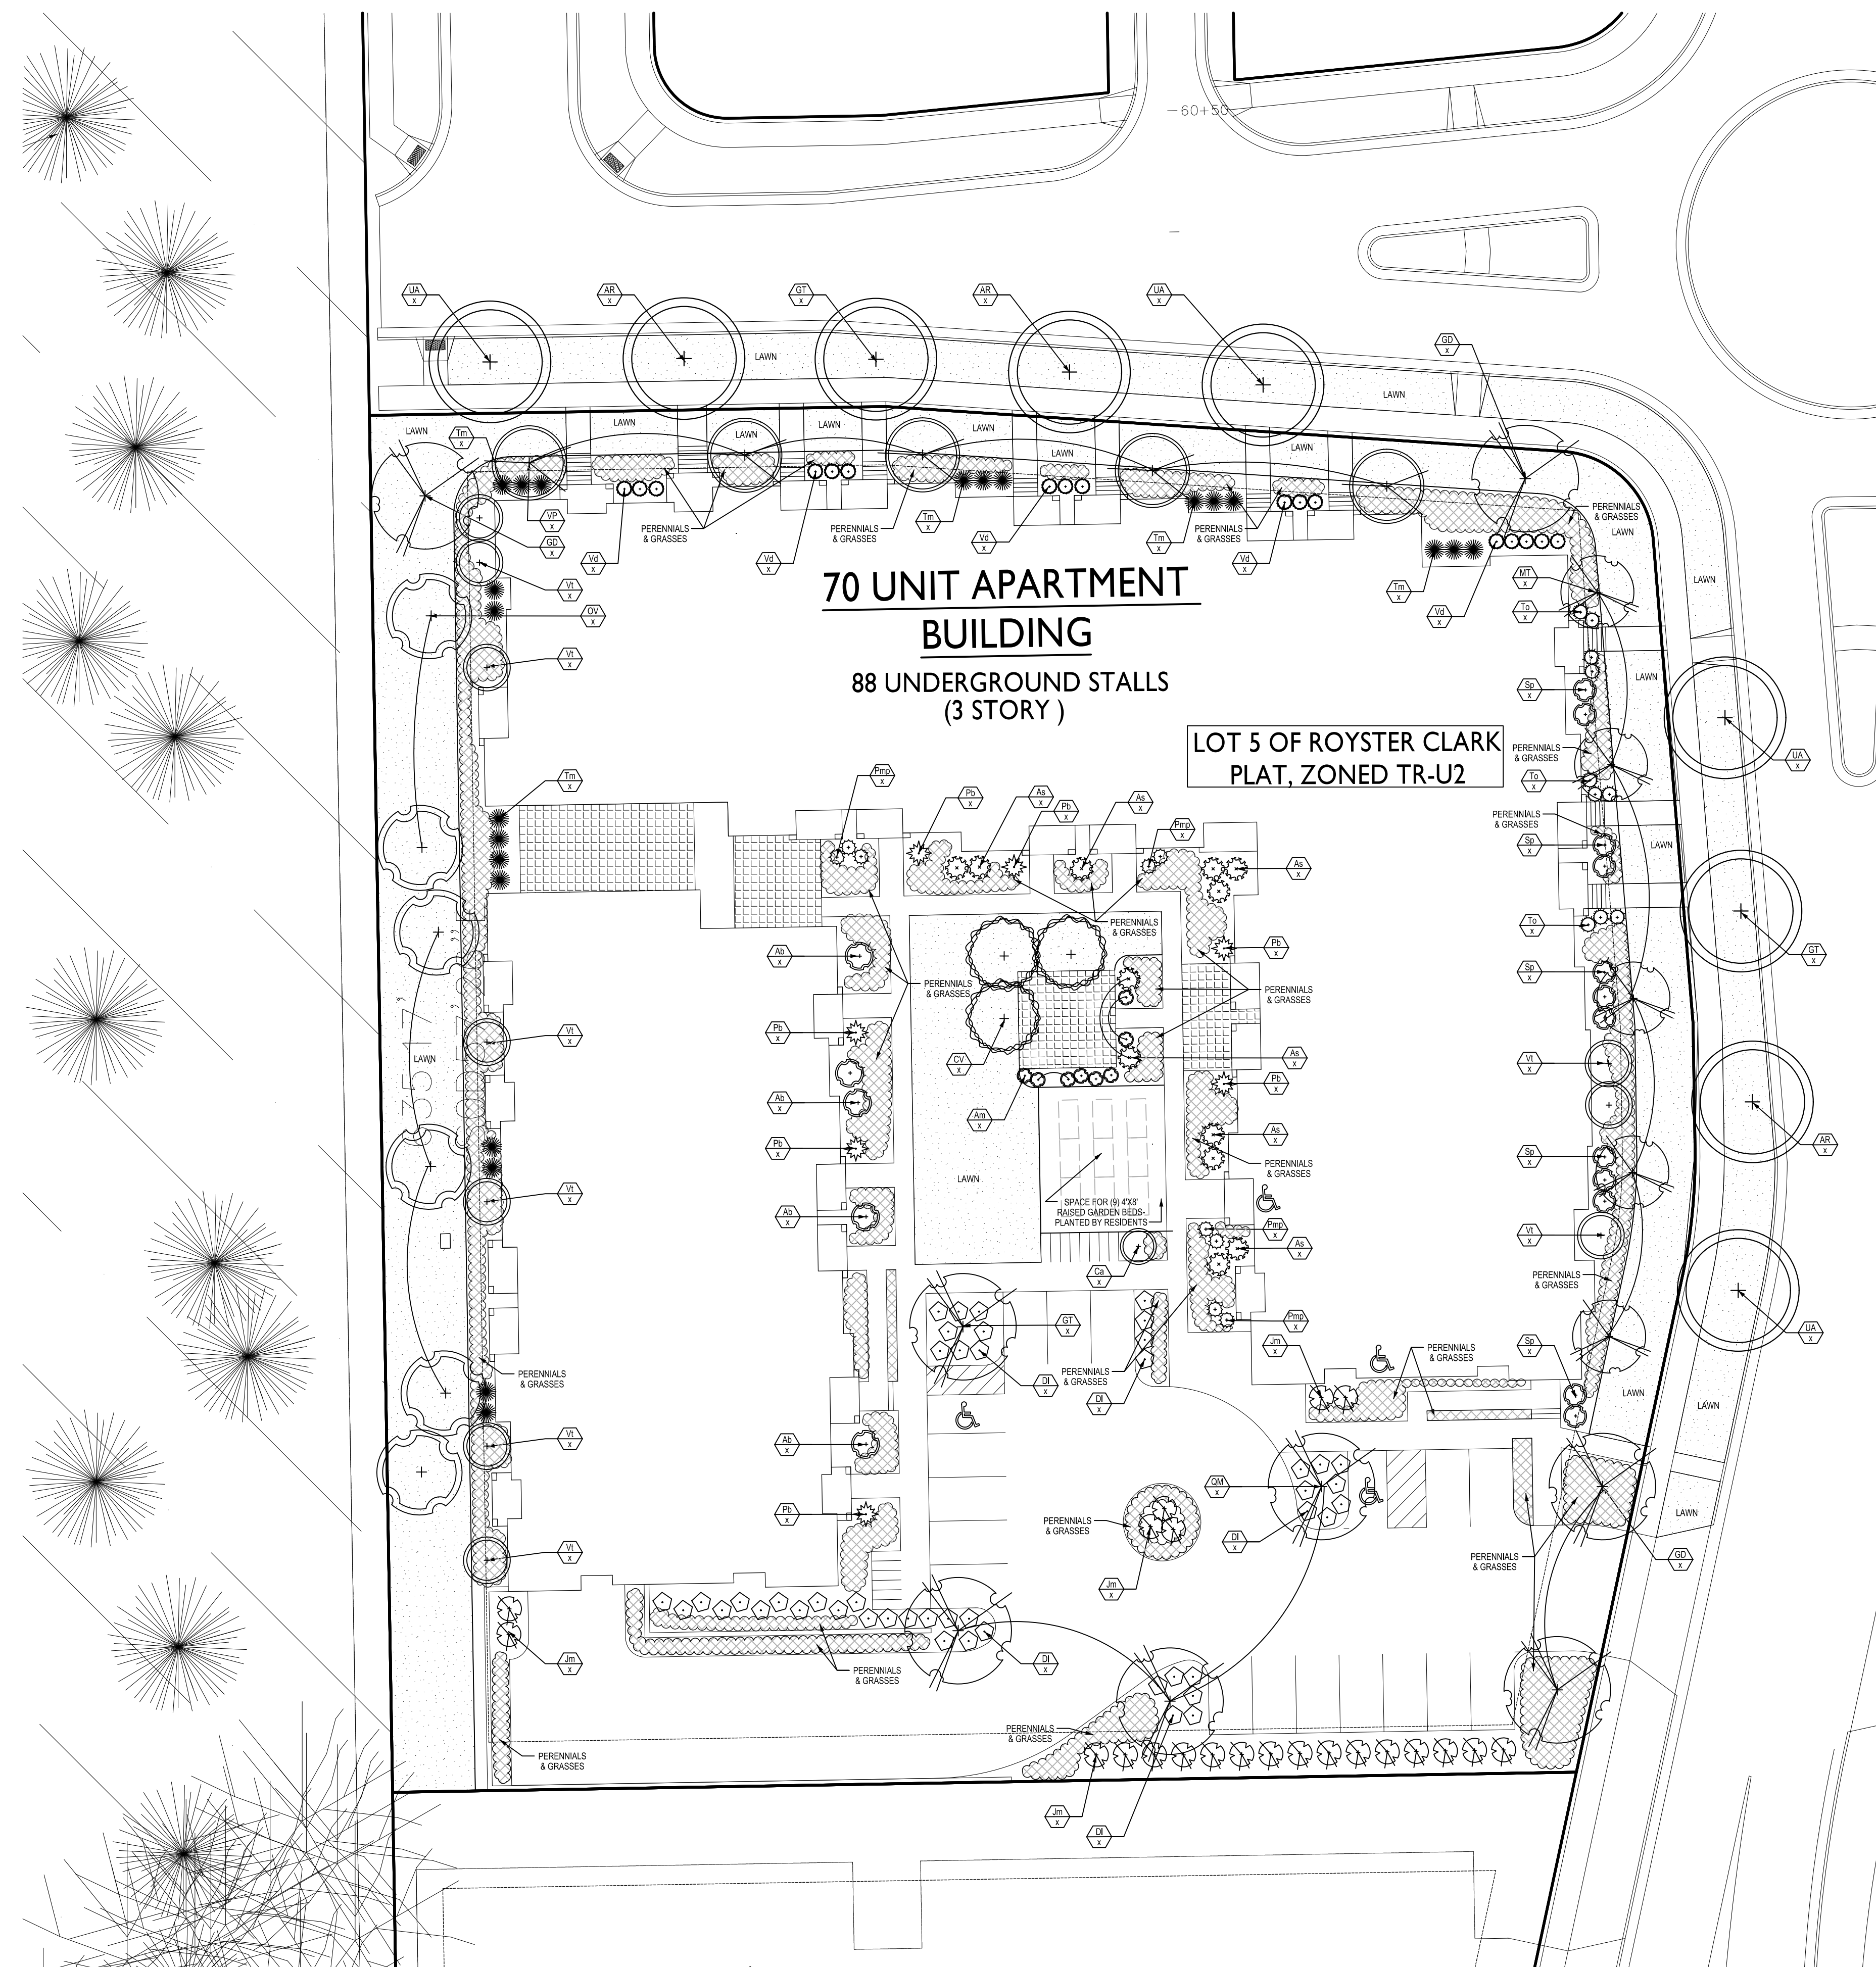 -60+50
UA
x
AR
x
GT
x
AR
x
UA
x
GD
x
LAWN
LAWN
LAWN
LAWN
LAWN
LAWN
LAWN
LAWN
LAWN
Tm
x
VP
x
GD
x
Vd
x
PERENNIALS
& GRASSES
Vd
x
PERENNIALS
& GRASSES
Tm
x
Vd
x
Tm
x
PERENNIALS
& GRASSES
Vd
x
PERENNIALS
& GRASSES
LAWN
Tm
x
Vd
x
MT
x
To
x
LAWN
Vt
x
OV
x
Vt
x
70 UNIT APARTMENT
BUILDING
88 UNDERGROUND STALLS
(3 STORY )
LOT 5 OF ROYSTER CLARK
PLAT, ZONED TR-U2
Sp
x
LAWN
PERENNIALS
& GRASSES
UA
x
To
x
Tm
x
Pmp
x
Pb
x
As
x
Pb
x
As
x
Pmp
x
As
x
PERENNIALS
& GRASSES
Sp
x
LAWN
PERENNIALS
& GRASSES
To
x
Ab
x
Pb
x
GT
x
Sp
x
PERENNIALS
& GRASSES
PERENNIALS
& GRASSES
Pb
x
CV
x
As
x
Vt
x
Vt
x
LAWN
Pb
x
Ab
x
Am
x
As
x
AR
x
Pb
x
PERENNIALS
& GRASSES
Sp
x
LAWN
Vt
x
SPACE FOR (9) 4'X8'
RAISED GARDEN BEDS-
PLANTED BY RESIDENTS
Ab
x
Pmp
x
As
x
Vt
x
Ca
x
PERENNIALS
& GRASSES
GT
x
Pmp
x
UA
x
Jm
x
PERENNIALS
& GRASSES
Sp
x
PERENNIALS
& GRASSES
DI
x
PERENNIALS
& GRASSES
DI
x
LAWN
LAWN
Vt
x
Ab
x
QM
x
Pb
x
PERENNIALS
& GRASSES
DI
x
LAWN
Vt
x
PERENNIALS
& GRASSES
GD
x
Jm
x
Jm
x
PERENNIALS
& GRASSES
DI
x
PERENNIALS
& GRASSES
PERENNIALS
& GRASSES
Jm
x
DI
x